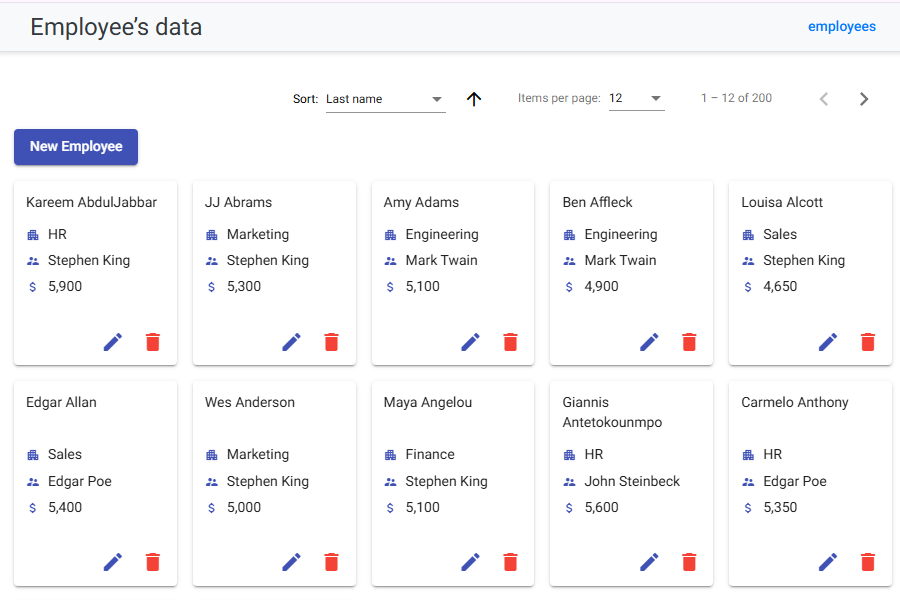 Employee’s data
employees
Sort: Last name
Items per page: 12
1 – 12 of 200
New Employee
Kareem AbdulJabbar
HR
Stephen King
$ 5,900
JJ Abrams
Marketing
Stephen King
$ 5,300
Amy Adams
Engineering
Mark Twain
$ 5,100
Ben Affleck
Engineering
Mark Twain
$ 4,900
Louisa Alcott
Sales
Stephen King
$ 4,650
Edgar Allan
Sales
Edgar Poe
$ 5,400
Wes Anderson
Marketing
Stephen King
$ 5,000
Maya Angelou
Finance
Stephen King
$ 5,100
Giannis
Antetokounmpo
HR
John Steinbeck
$ 5,600
Carmelo Anthony
HR
Edgar Poe
$ 5,350